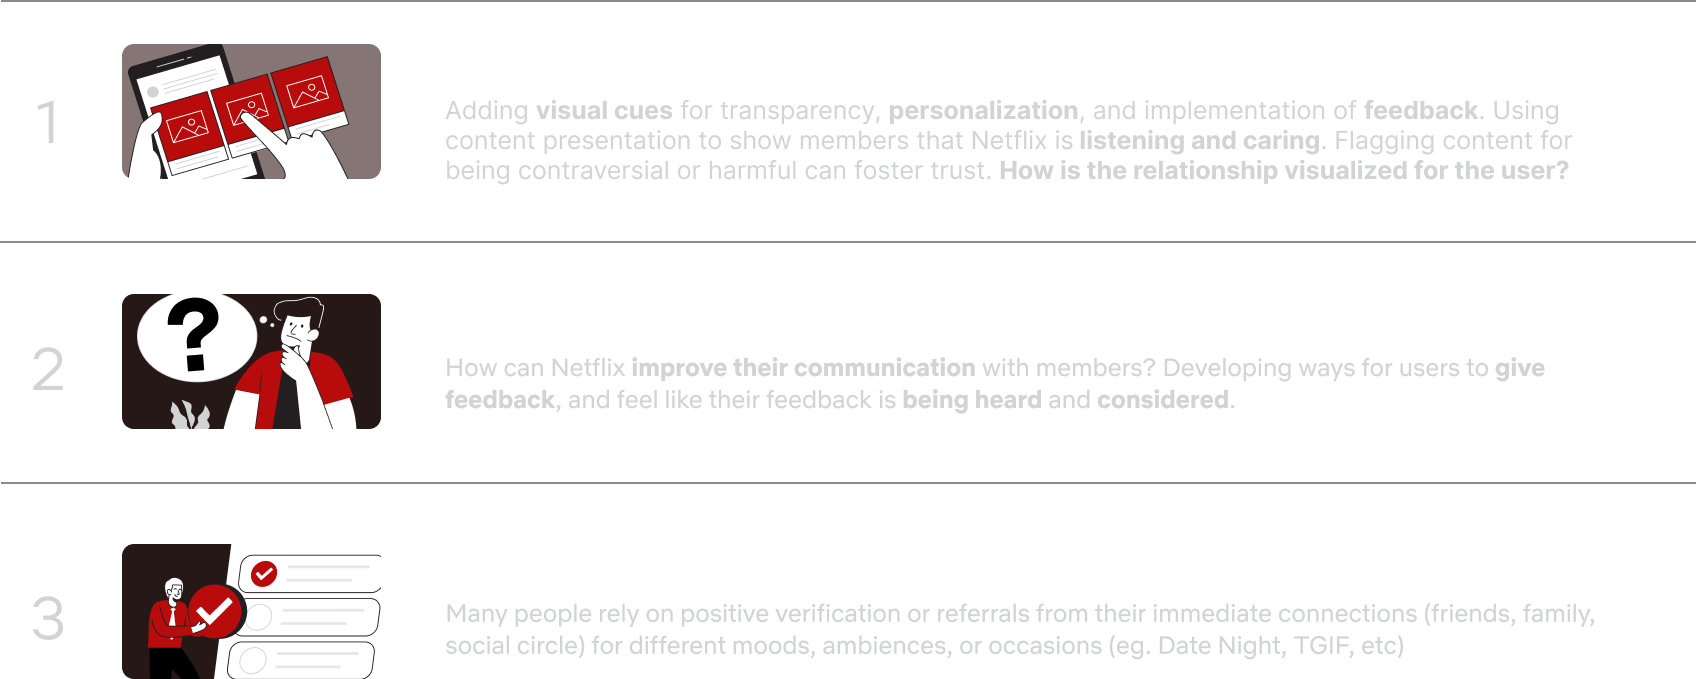 1
Adding visual cues for transparency, personalization, and implementation of feedback. Using
content presentation to show members that Netflix is listening and caring. Flagging content for
being contraversial or harmful can foster trust. How is the relationship visualized for the user?
2
?
How can Netflix improve their communication with members? Developing ways for users to give
feedback, and feel like their feedback is being heard and considered.
3
Many people rely on positive verification or referrals from their immediate connections (friends, family,
social circle) for different moods, ambiences, or occasions (eg. Date Night, TGIF, etc)